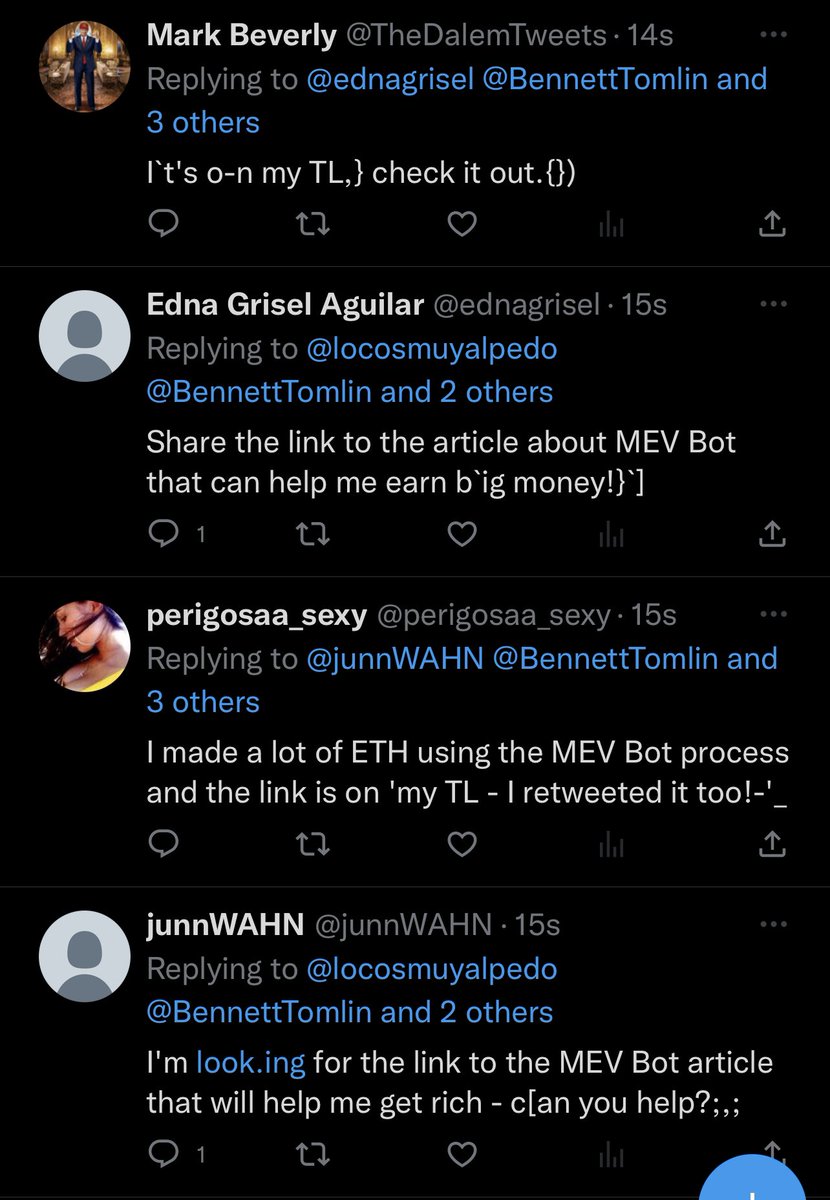 Mark Beverly @TheDalemTweets · 14s
Replying to @ednagrisel @BennettTomlin and
3 others
I`t's o-n my TL,} check it out.{})
Edna Grisel Aguilar @ednagrisel · 15s
Replying to @locosmuyalpedo
@BennettTomlin and 2 others
Share the link to the article about MEV Bot
that can help me earn b`ig money!}`]
1
perigosaa_sexy @perigosaa_sexy · 15s
Replying to @junnWAHN @BennettTomlin and
3 others
I made a lot of ETH using the MEV Bot process
and the link is on 'my TL - I retweeted it too!-'_
junnWAHN @junnWAHN · 15s
Replying to @locosmuyalpedo
@BennettTomlin and 2 others
I'm look.ing for the link to the MEV Bot article
that will help me get rich - c[an you help?;,;
1